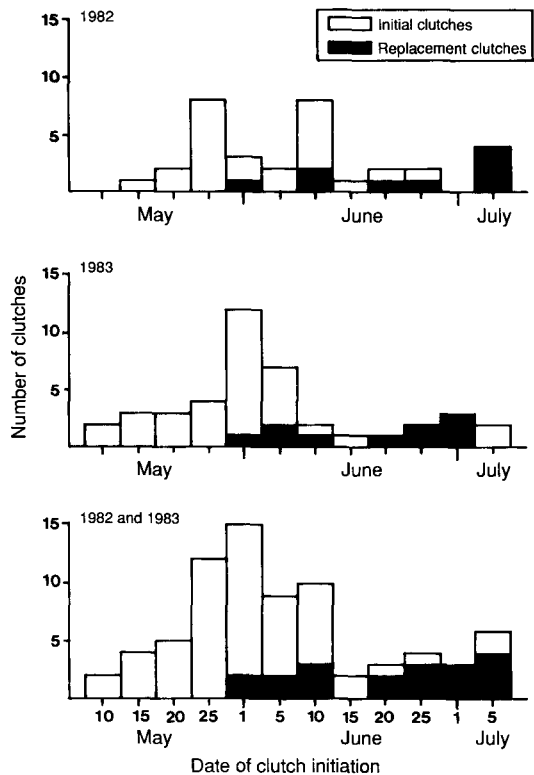 1982
Initial clutches
Replacement clutches
15
10
5
May June July
1983
15
10
5
May June July
Number of clutches
1982 and 1983
15
10
5
10 15 20 25 1 5 10 15 20 25 1 5
May June July
Date of clutch initiation